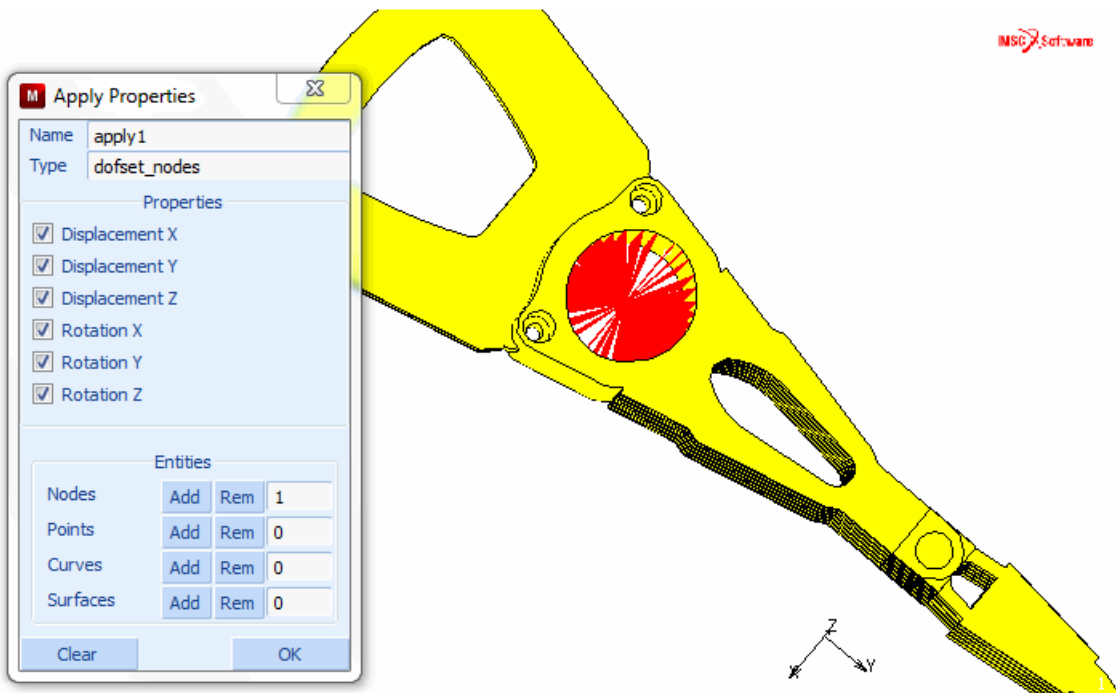 MSC Software
M Apply Properties
Name apply1
Type dofset_nodes
Properties
Displacement X
Displacement Y
Displacement Z
Rotation X
Rotation Y
Rotation Z
Entities
Nodes Add Rem 1
Points Add Rem 0
Curves Add Rem 0
Surfaces Add Rem 0
Clear OK
Z
X Y
1